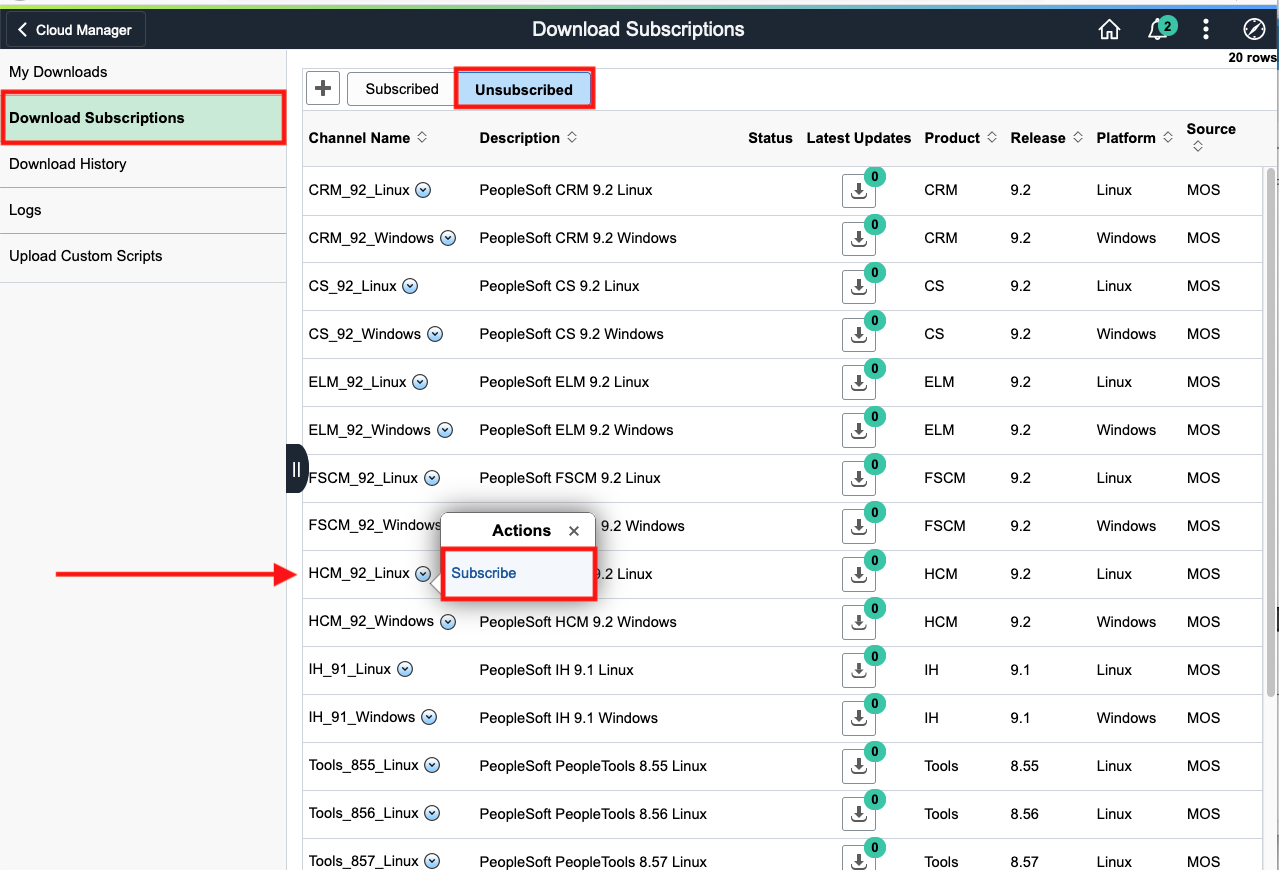 Cloud Manager
Download Subscriptions
2
20 rows
My Downloads
Download Subscriptions
Download History
Logs
Upload Custom Scripts
Subscribed
Unsubscribed
Channel Name Description Status Latest Updates Product Release Platform Source
CRM_92_Linux PeopleSoft CRM 9.2 Linux 0 CRM 9.2 Linux MOS
CRM_92_Windows PeopleSoft CRM 9.2 Windows 0 CRM 9.2 Windows MOS
CS_92_Linux PeopleSoft CS 9.2 Linux 0 CS 9.2 Linux MOS
CS_92_Windows PeopleSoft CS 9.2 Windows 0 CS 9.2 Windows MOS
ELM_92_Linux PeopleSoft ELM 9.2 Linux 0 ELM 9.2 Linux MOS
ELM_92_Windows PeopleSoft ELM 9.2 Windows 0 ELM 9.2 Windows MOS
FSCM_92_Linux PeopleSoft FSCM 9.2 Linux 0 FSCM 9.2 Linux MOS
FSCM_92_Windows 9.2 Windows 0 FSCM 9.2 Windows MOS
Actions
HCM_92_Linux 9.2 Linux 0 HCM 9.2 Linux MOS
Subscribe
HCM_92_Windows PeopleSoft HCM 9.2 Windows 0 HCM 9.2 Windows MOS
IH_91_Linux PeopleSoft IH 9.1 Linux 0 IH 9.1 Linux MOS
IH_91_Windows PeopleSoft IH 9.1 Windows 0 IH 9.1 Windows MOS
Tools_855_Linux PeopleSoft PeopleTools 8.55 Linux 0 Tools 8.55 Linux MOS
Tools_856_Linux PeopleSoft PeopleTools 8.56 Linux 0 Tools 8.56 Linux MOS
Tools_857_Linux PeopleSoft PeopleTools 8.57 Linux 0 Tools 8.57 Linux MOS